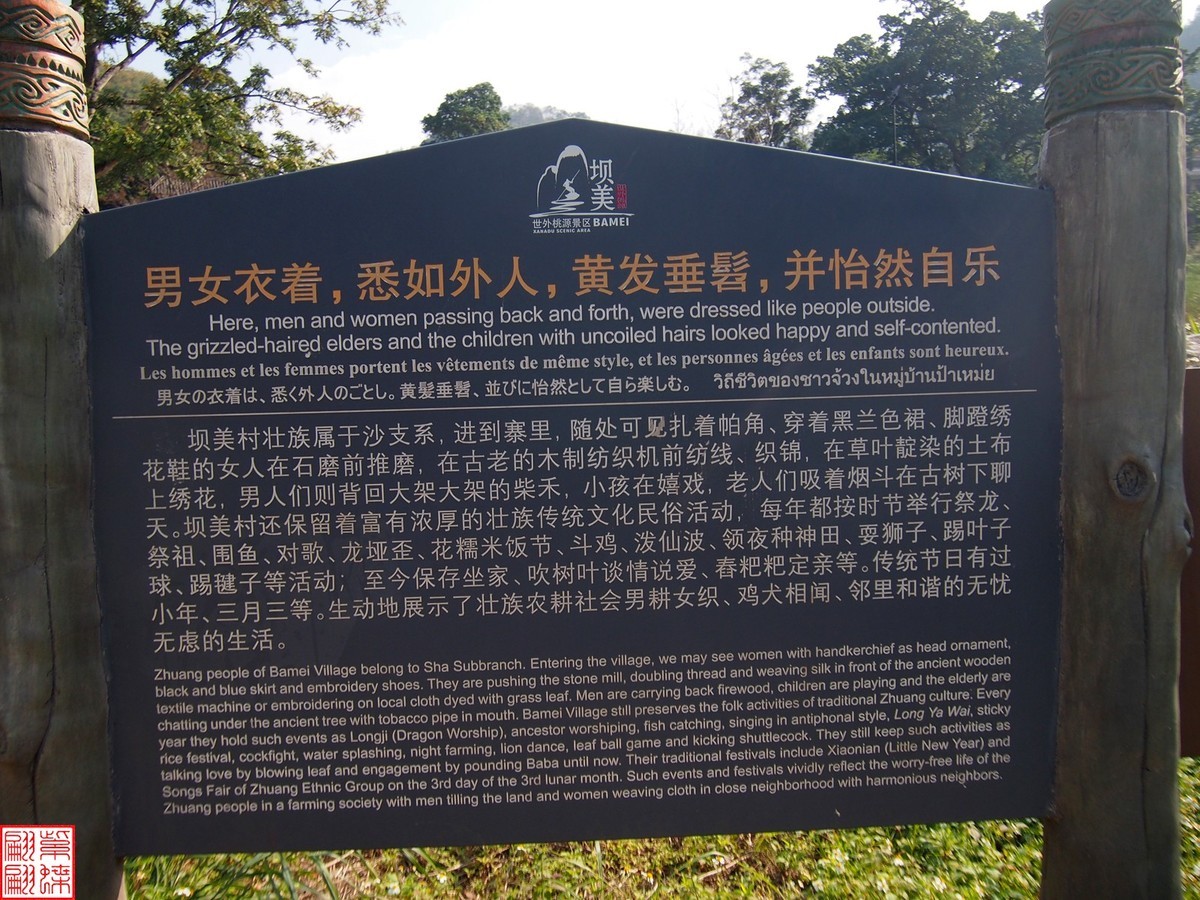 坝美
世外桃源景区 BAMEI
XANADU SCENIC AREA
男女衣着，悉如外人，黄发垂髫，并怡然自乐
Here, men and women passing back and forth, were dressed like people outside.
The grizzled-haired elders and the children with uncoiled hairs looked happy and self-contented.
Les hommes et les femmes portent les vêtements de même style, et les personnes âgées et les enfants sont heureux.
男女の衣着は、悉く外人のごとし。黄髪垂髫、並びに怡然として自ら楽しむ。 วิถีชีวิตของชาวจ้วงในหมู่บ้านป้าเหม่ย
坝美村壮族属于沙支系，进到寨里，随处可见扎着帕角、穿着黑兰色裙、脚蹬绣
花鞋的女人在石磨前推磨，在古老的木制纺织机前纺线、织锦，在草叶靛染的土布
上绣花，男人们则背回大架大架的柴禾，小孩在嬉戏，老人们吸着烟斗在古树下聊
天。坝美村还保留着富有浓厚的壮族传统文化民俗活动，每年都按时节举行祭龙、
祭祖、围鱼、对歌、龙垭歪、花糯米饭节、斗鸡、泼仙波、领夜种神田、耍狮子、踢叶子
球、踢毽子等活动；至今保存坐家、吹树叶谈情说爱、舂粑粑定亲等。传统节日有过
小年、三月三等。生动地展示了壮族农耕社会男耕女织、鸡犬相闻、邻里和谐的无忧
无虑的生活。
Zhuang people of Bamei Village belong to Sha Subbranch. Entering the village, we may see women with handkerchief as head ornament,
black and blue skirt and embroidery shoes. They are pushing the stone mill, doubling thread and weaving silk in front of the ancient wooden
textile machine or embroidering on local cloth dyed with grass leaf. Men are carrying back firewood, children are playing and the elderly are
chatting under the ancient tree with tobacco pipe in mouth. Bamei Village still preserves the folk activities of traditional Zhuang culture. Every
year they hold such events as Longji (Dragon Worship), ancestor worshiping, fish catching, singing in antiphonal style, Long Ya Wai, sticky
rice festival, cockfight, water splashing, night farming, lion dance, leaf ball game and kicking shuttlecock. They still keep such activities as
talking love by blowing leaf and engagement by pounding Baba until now. Their traditional festivals include Xiaonian (Little New Year) and
Songs Fair of Zhuang Ethnic Group on the 3rd day of the 3rd lunar month. Such events and festivals vividly reflect the worry-free life of the
Zhuang people in a farming society with men tilling the land and women weaving cloth in close neighborhood with harmonious neighbors.